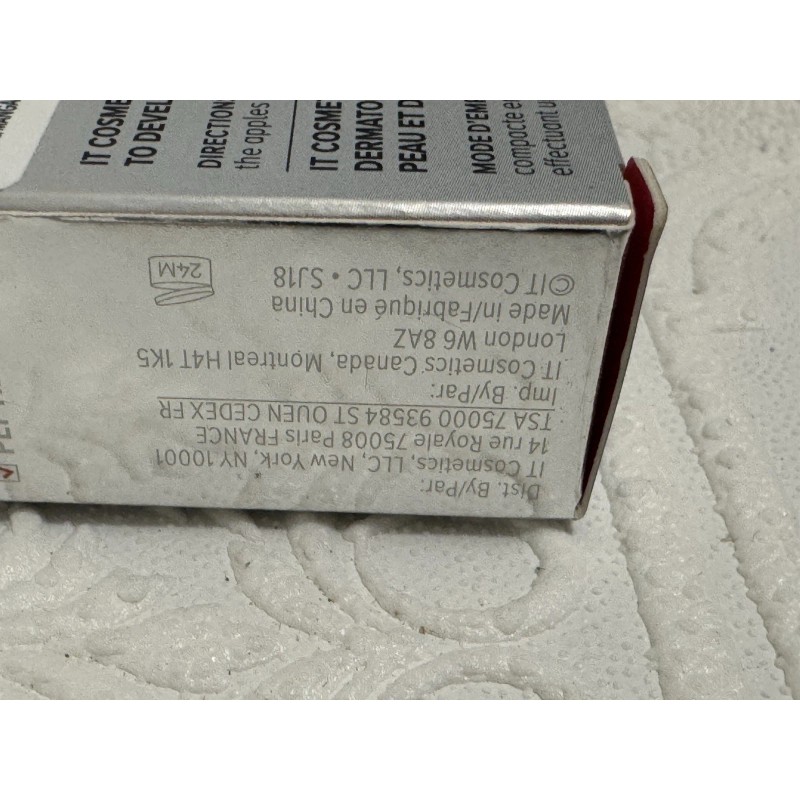 IT COSME
TO DEVEL
DIRECTION
the apples
IT COSME
DERMATO
PEAU ET D
MODE D'EM
compacte e
effectuant u
Dist. By/Par:
IT Cosmetics, LLC, New York, NY 10001
14 rue Royale 75008 Paris FRANCE
TSA 75000 93584 ST OUEN CEDEX FR
Imp. By/Par:
IT Cosmetics Canada, Montreal H4T 1K5
London W6 8AZ
Made in/Fabriqué en China
©IT Cosmetics, LLC • SJ18
24M